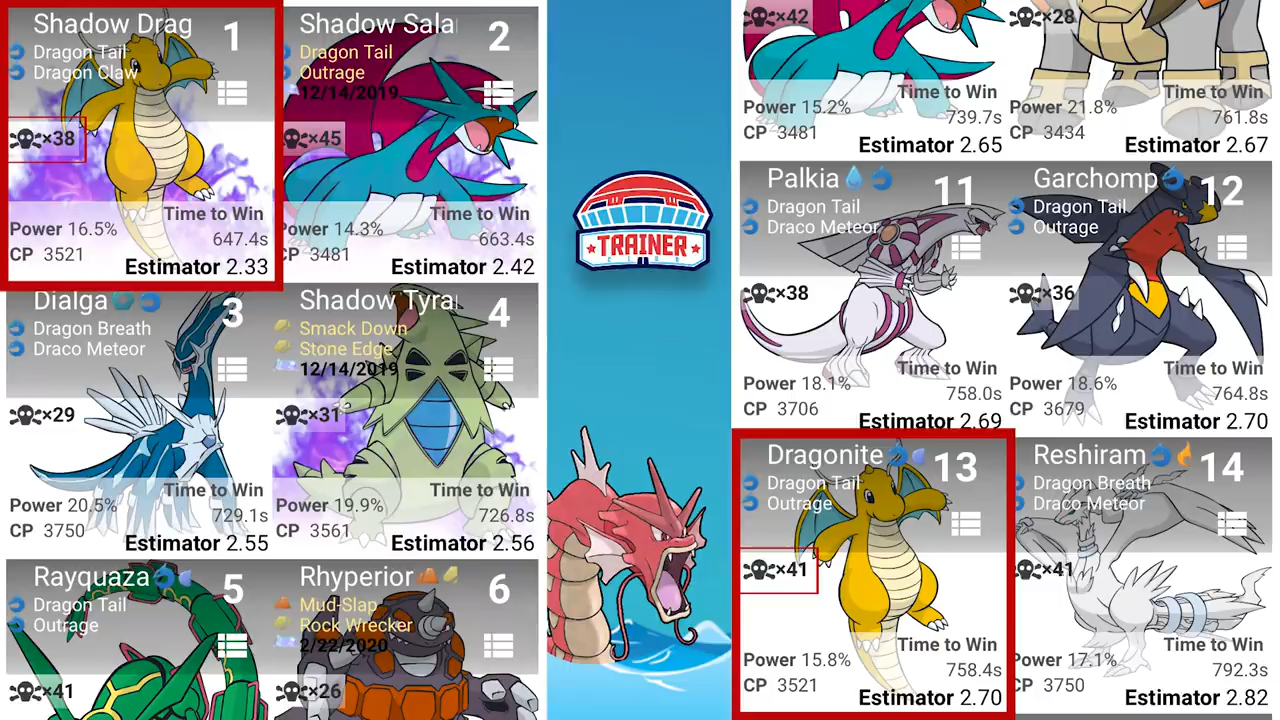 Shadow Drag 1
Dragon Tail
Dragon Claw
×38
Time to Win
Power 16.5% 647.4s
CP 3521
Estimator 2.33
Shadow Sala 2
Dragon Tail
Outrage
12/14/2019
×45
Time to Win
Power 14.3% 663.4s
CP 3481
Estimator 2.42
Dialga 3
Dragon Breath
Draco Meteor
×29
Time to Win
Power 20.5% 729.1s
CP 3750
Estimator 2.55
Shadow Tyra 4
Smack Down
Stone Edge
12/14/2019
×31
Time to Win
Power 19.9% 726.8s
CP 3561
Estimator 2.56
Rayquaza 5
Dragon Tail
Outrage
×41
Rhyperior 6
Mud-Slap
Rock Wrecker
2/22/2020
×26
TRAINER
CLUB
×42
Time to Win
Power 15.2% 739.7s
CP 3481
Estimator 2.65
×28
Time to Win
Power 21.8% 761.8s
CP 3434
Estimator 2.67
Palkia 11
Dragon Tail
Draco Meteor
×38
Time to Win
Power 18.1% 758.0s
CP 3706
Estimator 2.69
Garchomp 12
Dragon Tail
Outrage
×36
Time to Win
Power 18.6% 764.8s
CP 3679
Estimator 2.70
Dragonite 13
Dragon Tail
Outrage
×41
Time to Win
Power 15.8% 758.4s
CP 3521
Estimator 2.70
Reshiram 14
Dragon Breath
Draco Meteor
×41
Time to Win
Power 17.1% 792.3s
CP 3750
Estimator 2.82